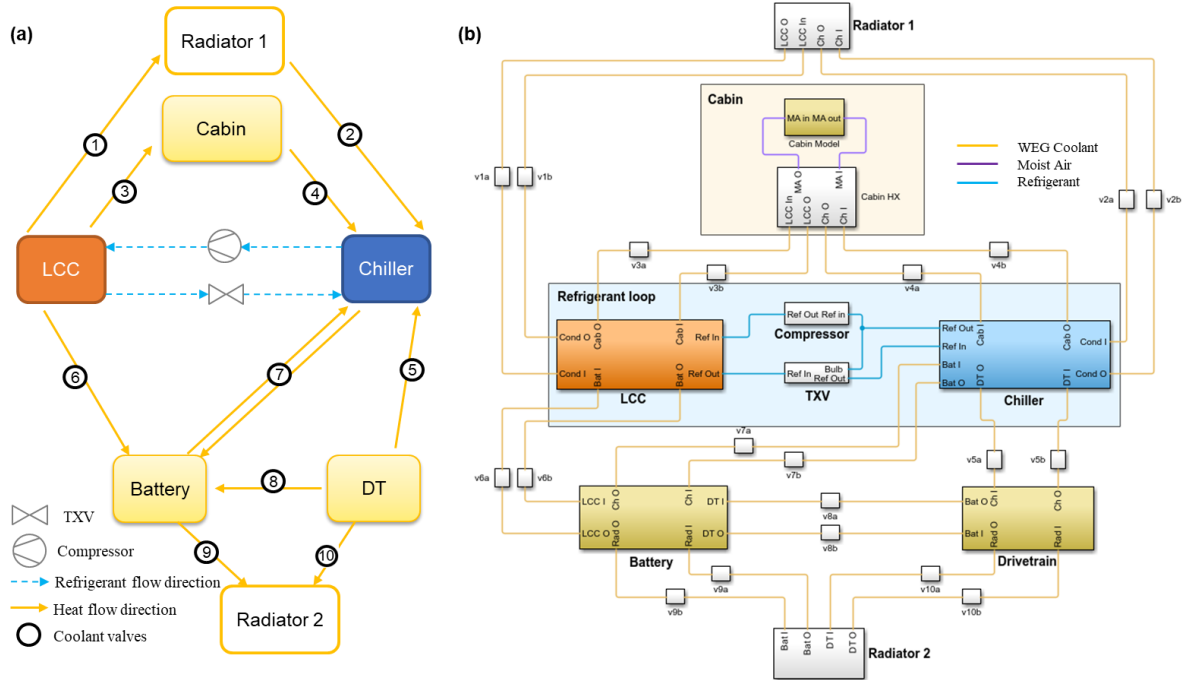 (a)
Radiator 1
Cabin
1
2
3
4
LCC
Chiller
6
7
5
Battery
8
DT
9
10
Radiator 2
TXV
Compressor
Refrigerant flow direction
Heat flow direction
Coolant valves
(b)
LCC O
LCC In
Ch O
Ch I
Radiator 1
Cabin
MA in MA out
Cabin Model
MA O
MA I
LCC In
LCC O
Ch O
Ch I
Cabin HX
WEG Coolant
Moist Air
Refrigerant
v1a
v1b
v2a
v2b
v3a
v3b
v4a
v4b
Refrigerant loop
Cond O
Cab O
Cab I
Ref In
Cond I
Bat I
Bat O
Ref Out
LCC
Ref Out Ref in
Compressor
Ref In
Bulb
Ref Out
TXV
Ref Out
Cab I
Cab O
Ref In
Cond I
Bat I
Bat O
DT O
DT I
Cond O
Chiller
v7a
v7b
v5a
v5b
v6a
v6b
LCC I
Ch O
Ch I
DT I
LCC O
Rad O
Rad I
DT O
Battery
v8a
v8b
Bat O
Ch I
Ch O
Bat I
Rad O
Rad I
Drivetrain
v9a
v9b
v10a
v10b
Bat I
Bat O
DT I
DT O
Radiator 2